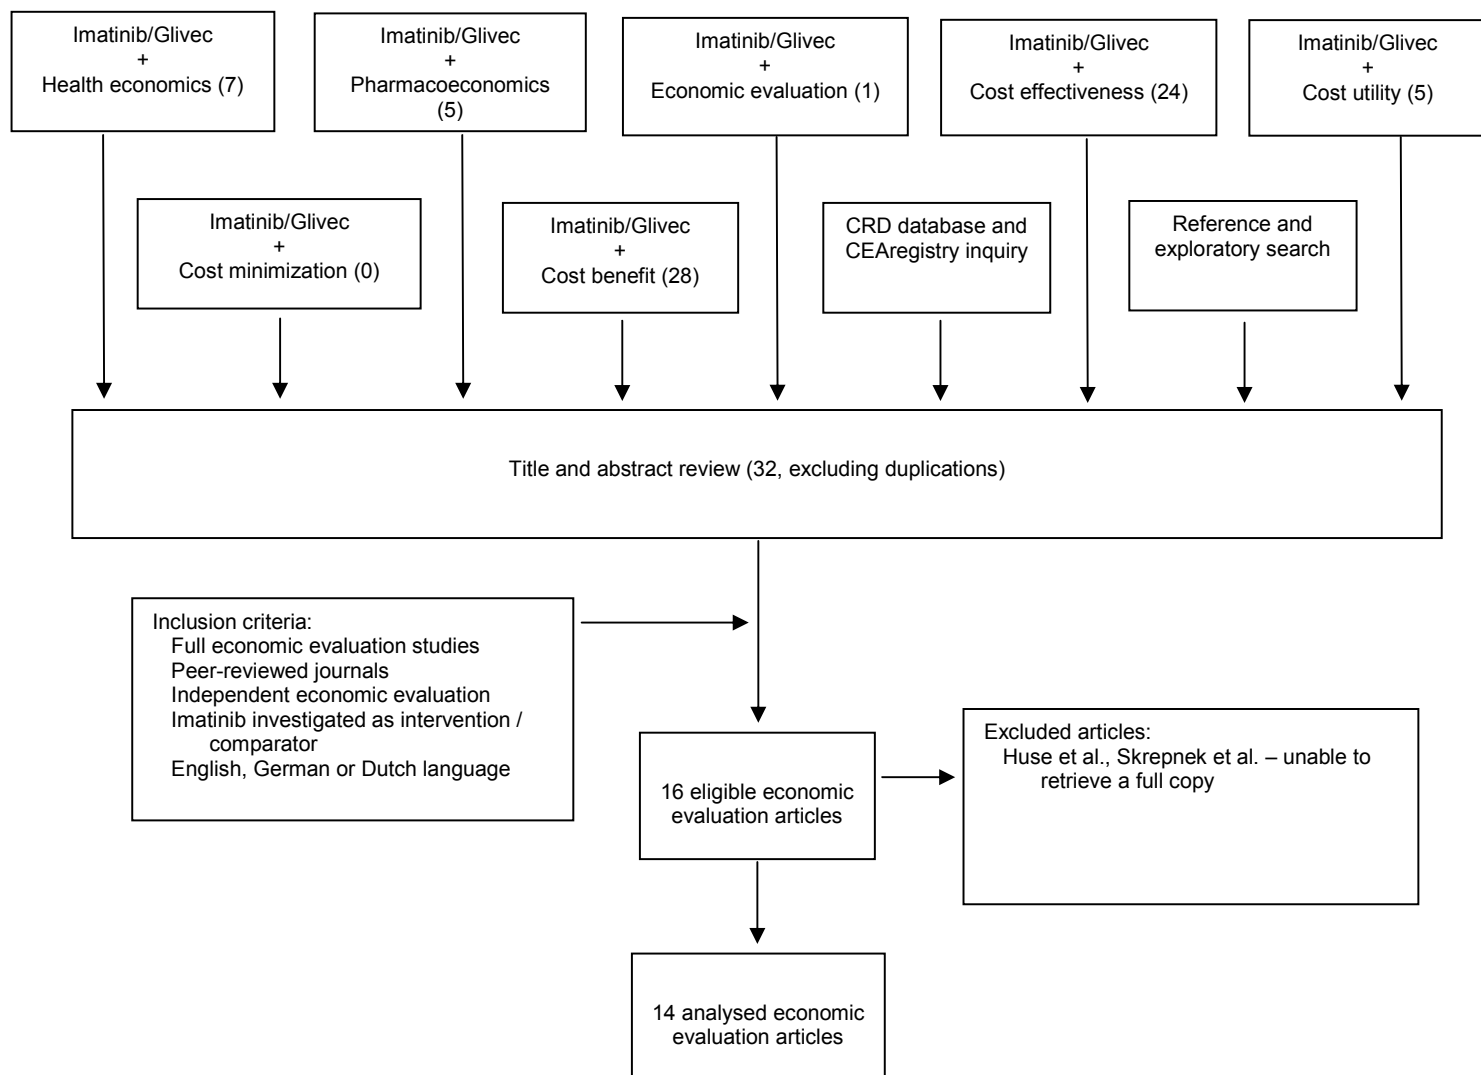 Imatinib/Glivec
+
Health economics (7)
Imatinib/Glivec
+
Pharmacoeconomics
(5)
Imatinib/Glivec
+
Economic evaluation (1)
Imatinib/Glivec
+
Cost effectiveness (24)
Imatinib/Glivec
+
Cost utility (5)
Imatinib/Glivec
+
Cost minimization (0)
Imatinib/Glivec
+
Cost benefit (28)
CRD database and
CEAregistry inquiry
Reference and
exploratory search
Title and abstract review (32, excluding duplications)
Inclusion criteria:
Full economic evaluation studies
Peer-reviewed journals
Independent economic evaluation
Imatinib investigated as intervention /
comparator
English, German or Dutch language
16 eligible economic
evaluation articles
Excluded articles:
Huse et al., Skrepnek et al. – unable to
retrieve a full copy
14 analysed economic
evaluation articles